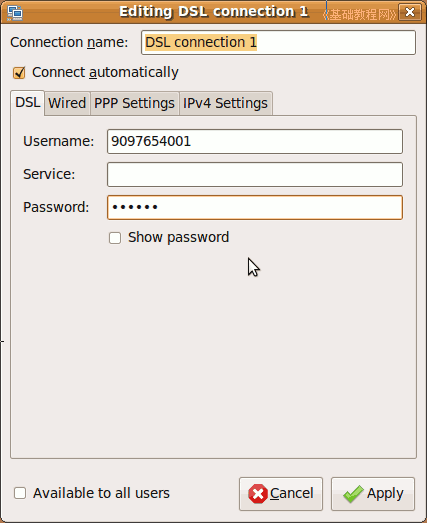 Editing DSL connection 1
《基础教程网》
Connection name: DSL connection 1
Connect automatically
DSL Wired PPP Settings IPv4 Settings
Username: 9097654001
Service:
Password: ••••••
Show password
Available to all users Cancel Apply